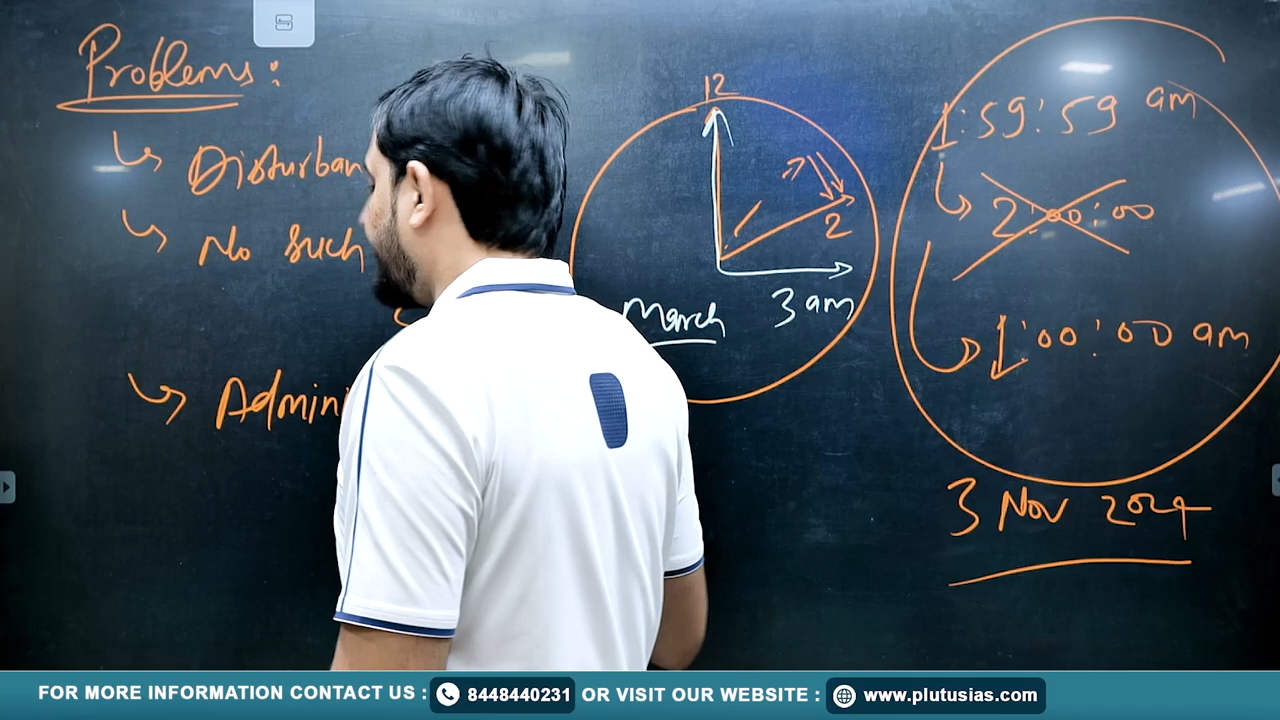 Problems:
↳ Disturban
↳ No such
↳ Admini
12
2
March 3 am
1:59:59 am
↳ 2:00:00
↳ 1:00:00 am
3 Nov 2024
FOR MORE INFORMATION CONTACT US : 8448440231 OR VISIT OUR WEBSITE : www.plutusias.com